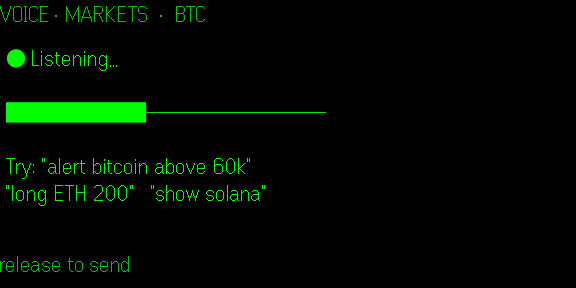 VOICE · MARKETS · BTC
Listening…
Try: "alert bitcoin above 60k"
"long ETH 200" "show solana"
release to send